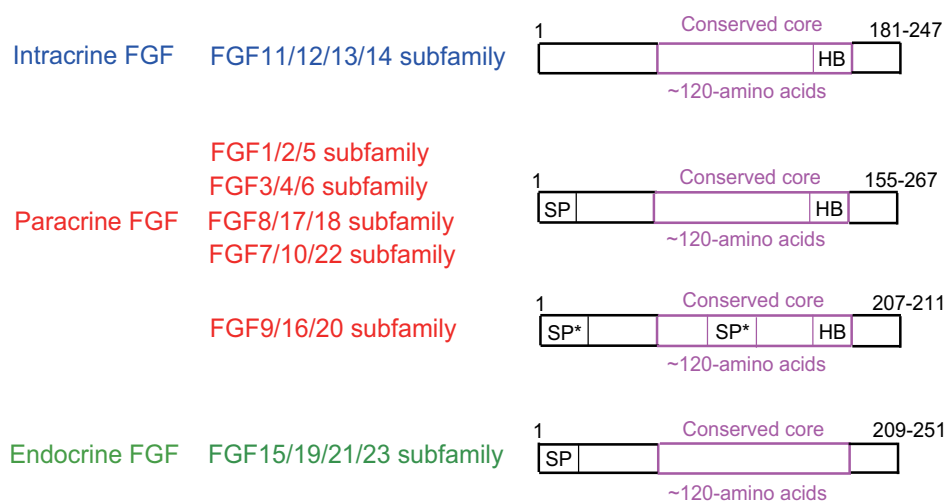 1 Conserved core 181-247
Intracrine FGF FGF11/12/13/14 subfamily HB
~120-amino acids
FGF1/2/5 subfamily
FGF3/4/6 subfamily 1 Conserved core 155-267
Paracrine FGF FGF8/17/18 subfamily SP HB
FGF7/10/22 subfamily ~120-amino acids
1 Conserved core 207-211
FGF9/16/20 subfamily SP* SP* HB
~120-amino acids
1 Conserved core 209-251
Endocrine FGF FGF15/19/21/23 subfamily SP
~120-amino acids